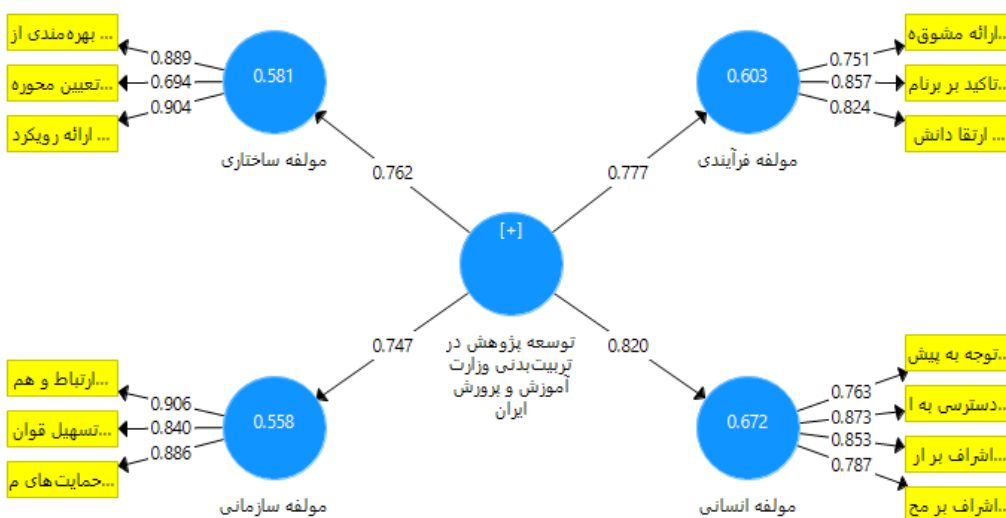 بهره‌مندی از ...
0.889
تعیین محوره...
0.694
ارائه رویکرد ...
0.904
0.581
مولفه ساختاری
0.762
ارائه مشوق‌ه...
0.751
تاکید بر برنام...
0.857
ارتقا دانش ...
0.824
0.603
مولفه فرآیندی
0.777
[+]
توسعه پژوهش در
تربیت‌بدنی وزارت
آموزش و پرورش
ایران
ارتباط و هم...
0.906
تسهیل قوان...
0.840
حمایت‌های م...
0.886
0.558
مولفه سازمانی
0.747
توجه به پیش...
0.763
دسترسی به ا...
0.873
اشراف بر ار...
0.853
اشراف بر مح...
0.787
0.672
مولفه انسانی
0.820